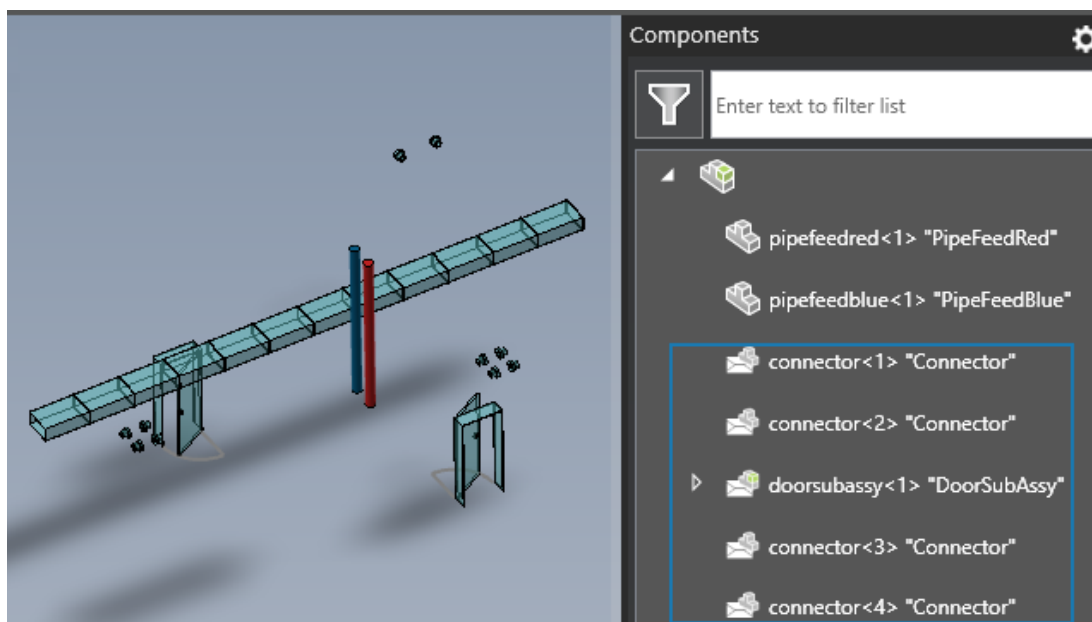 Components
Enter text to filter list
pipefeedred<1> "PipeFeedRed"
pipefeedblue<1> "PipeFeedBlue"
connector<1> "Connector"
connector<2> "Connector"
doorsubassy<1> "DoorSubAssy"
connector<3> "Connector"
connector<4> "Connector"